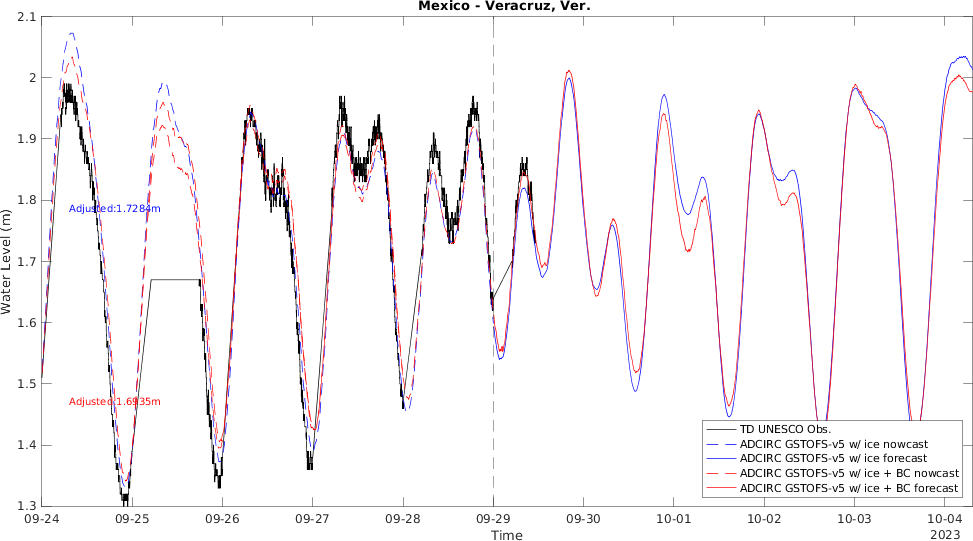 Mexico - Veracruz, Ver.
2.1
2
1.9
1.8
1.7
1.6
1.5
1.4
1.3
Water Level (m)
Adjusted:1.7284m
Adjusted:1.6935m
TD UNESCO Obs.
ADCIRC GSTOFS-v5 w/ ice nowcast
ADCIRC GSTOFS-v5 w/ ice forecast
ADCIRC GSTOFS-v5 w/ ice + BC nowcast
ADCIRC GSTOFS-v5 w/ ice + BC forecast
09-24 09-25 09-26 09-27 09-28 09-29 09-30 10-01 10-02 10-03 10-04
Time
2023